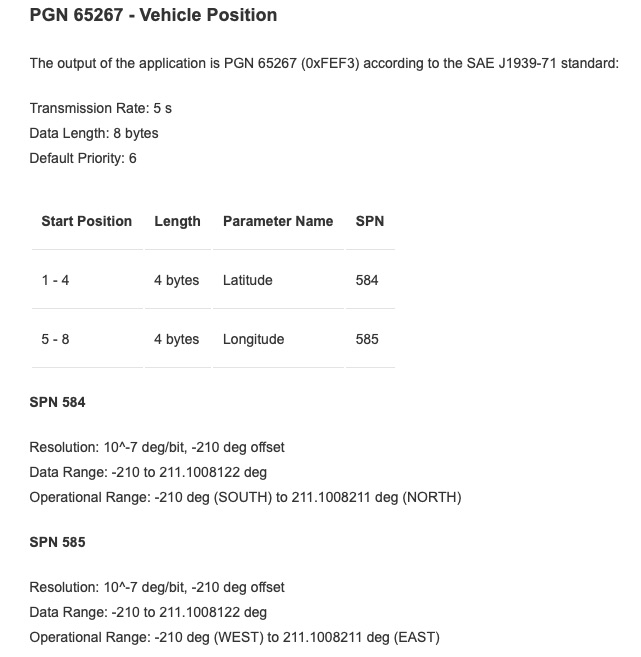 PGN 65267 - Vehicle Position
The output of the application is PGN 65267 (0xFEF3) according to the SAE J1939-71 standard:
Transmission Rate: 5 s
Data Length: 8 bytes
Default Priority: 6
Start Position Length Parameter Name SPN
1 - 4 4 bytes Latitude 584
5 - 8 4 bytes Longitude 585
SPN 584
Resolution: 10^-7 deg/bit, -210 deg offset
Data Range: -210 to 211.1008122 deg
Operational Range: -210 deg (SOUTH) to 211.1008211 deg (NORTH)
SPN 585
Resolution: 10^-7 deg/bit, -210 deg offset
Data Range: -210 to 211.1008122 deg
Operational Range: -210 deg (WEST) to 211.1008211 deg (EAST)